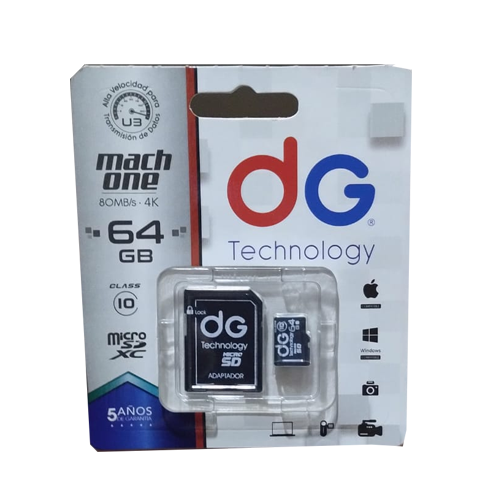 Alta Velocidad para
U3
Transmisión de Datos
mach
one
80MB/s · 4K
64
GB
CLASS
10
micro
SD
XC
5 AÑOS
DE GARANTÍA
dG®
Technology
Lock
dG
Technology
MICRO
SD
ADAPTADOR
dG
64
GB
Windows